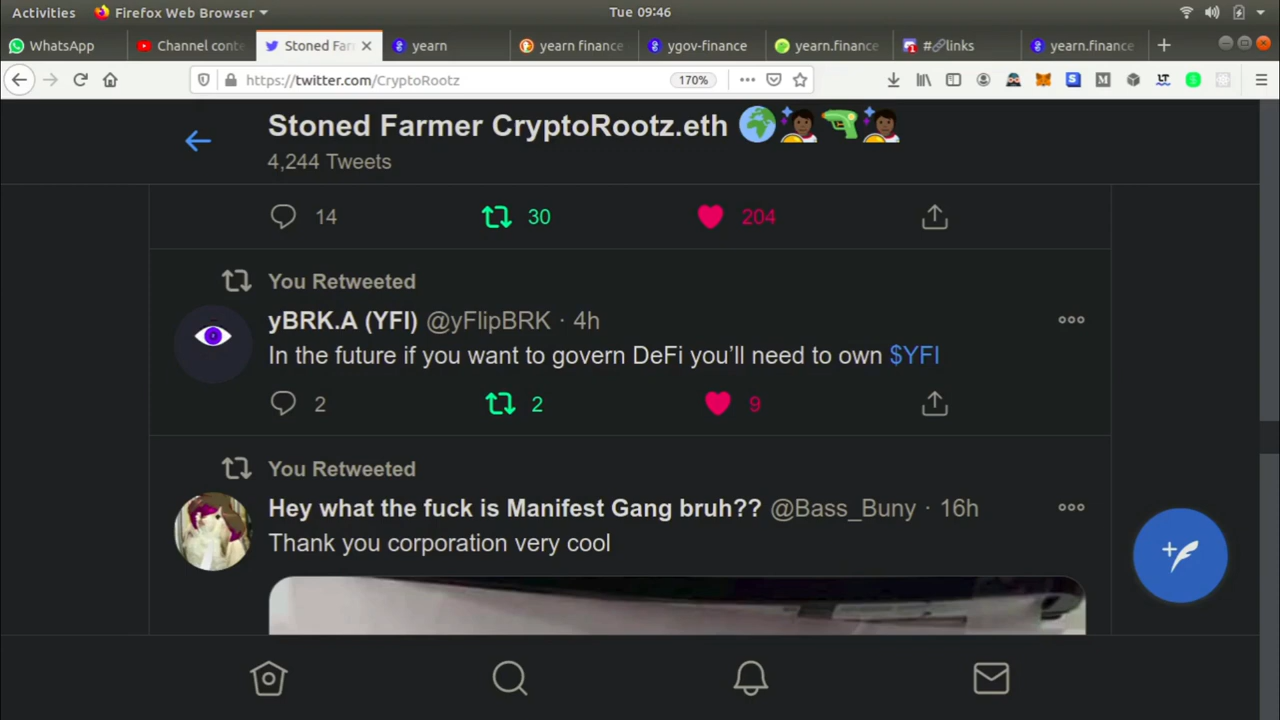 Activities Firefox Web Browser Tue 09:46
WhatsApp Channel conte Stoned Far yearn yearn finance ygov-finance yearn.finance #🔗links yearn.finance
https://twitter.com/CryptoRootz 170%
Stoned Farmer CryptoRootz.eth 🌍🧑🏿‍🚀🔫🧑🏿‍🚀
4,244 Tweets
14 30 204
You Retweeted
yBRK.A (YFI) @yFlipBRK · 4h
In the future if you want to govern DeFi you’ll need to own $YFI
2 2 9
You Retweeted
Hey what the fuck is Manifest Gang bruh?? @Bass_Buny · 16h
Thank you corporation very cool